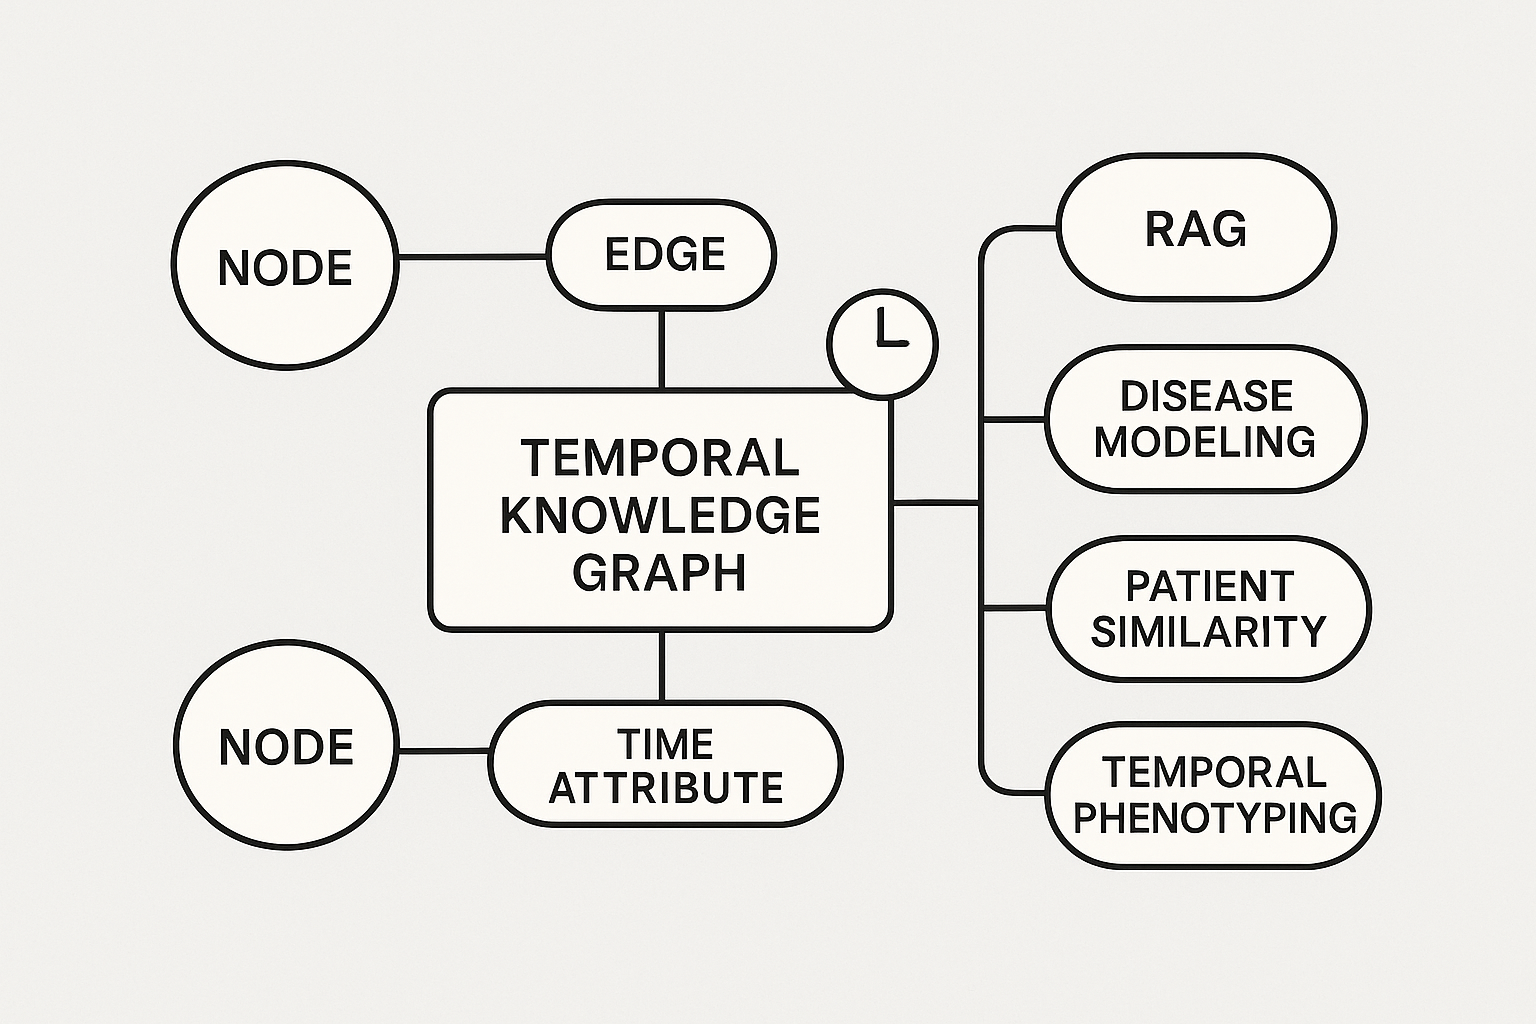 NODE
EDGE
TEMPORAL
KNOWLEDGE
GRAPH
NODE
TIME
ATTRIBUTE
RAG
DISEASE
MODELING
PATIENT
SIMILARITY
TEMPORAL
PHENOTYPING